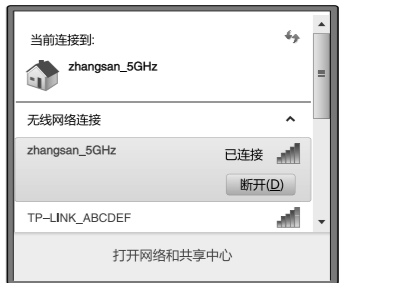 当前连接到:
zhangsan_5GHz
无线网络连接
zhangsan_5GHz
已连接
断开(D)
TP-LINK_ABCDEF
打开网络和共享中心